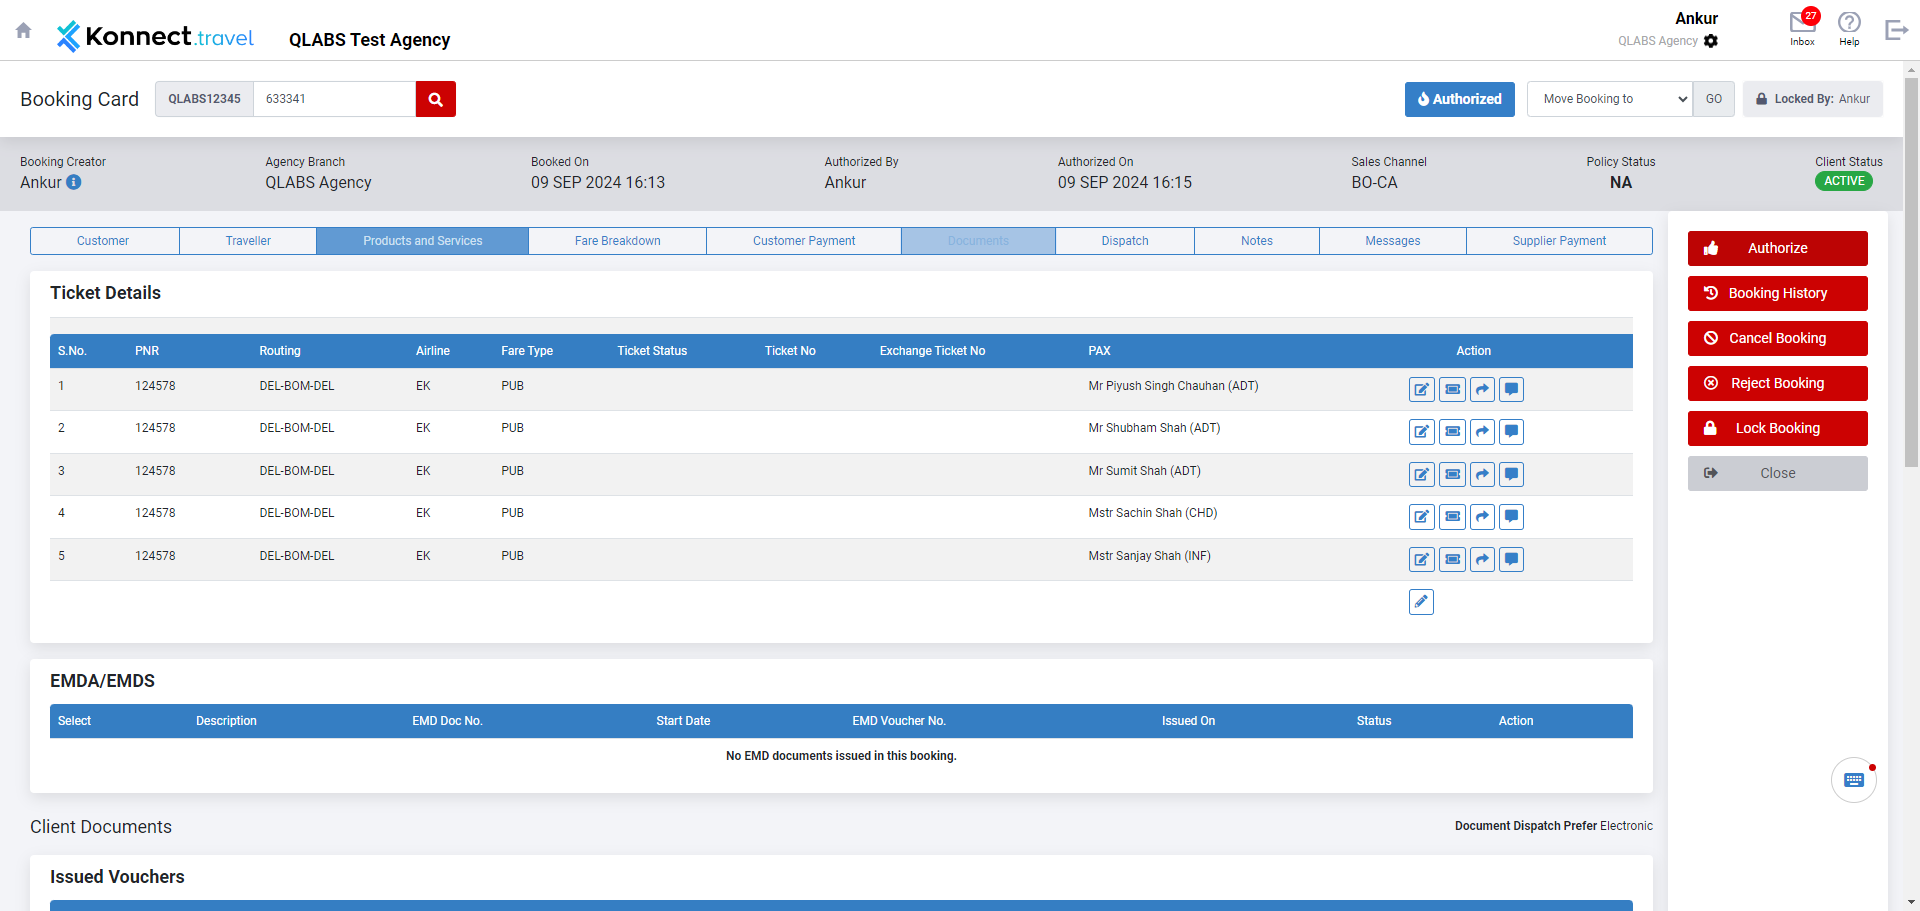 Konnect.travel
QLABS Test Agency
Ankur
QLABS Agency
27
Inbox
Help
Booking Card
QLABS12345
633341
Authorized
Move Booking to
GO
Locked By: Ankur
Booking Creator
Agency Branch
Booked On
Authorized By
Authorized On
Sales Channel
Policy Status
Client Status
Ankur
QLABS Agency
09 SEP 2024 16:13
Ankur
09 SEP 2024 16:15
BO-CA
NA
ACTIVE
Customer
Traveller
Products and Services
Fare Breakdown
Customer Payment
Documents
Dispatch
Notes
Messages
Supplier Payment
Authorize
Booking History
Cancel Booking
Reject Booking
Lock Booking
Close
Ticket Details
S.No. PNR Routing Airline Fare Type Ticket Status Ticket No Exchange Ticket No PAX Action
1 124578 DEL-BOM-DEL EK PUB Mr Piyush Singh Chauhan (ADT)
2 124578 DEL-BOM-DEL EK PUB Mr Shubham Shah (ADT)
3 124578 DEL-BOM-DEL EK PUB Mr Sumit Shah (ADT)
4 124578 DEL-BOM-DEL EK PUB Mstr Sachin Shah (CHD)
5 124578 DEL-BOM-DEL EK PUB Mstr Sanjay Shah (INF)
EMDA/EMDS
Select Description EMD Doc No. Start Date EMD Voucher No. Issued On Status Action
No EMD documents issued in this booking.
Client Documents
Document Dispatch Prefer Electronic
Issued Vouchers